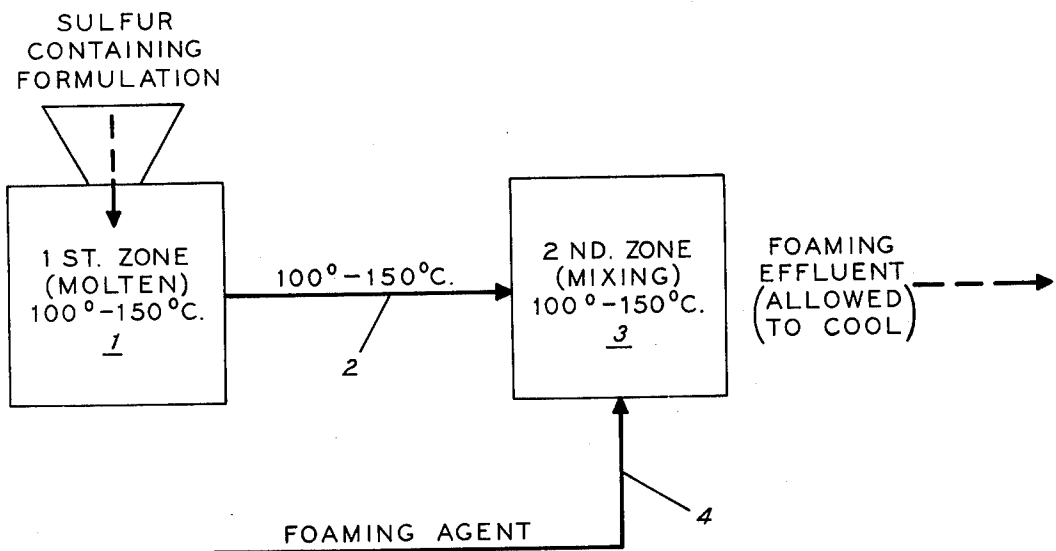 SULFUR
CONTAINING
FORMULATION
1 ST. ZONE
(MOLTEN)
100°-150°C.
1
100°-150°C.
2
2 ND. ZONE
(MIXING)
100°-150°C.
3
FOAMING
EFFLUENT
(ALLOWED
TO COOL)
4
FOAMING AGENT